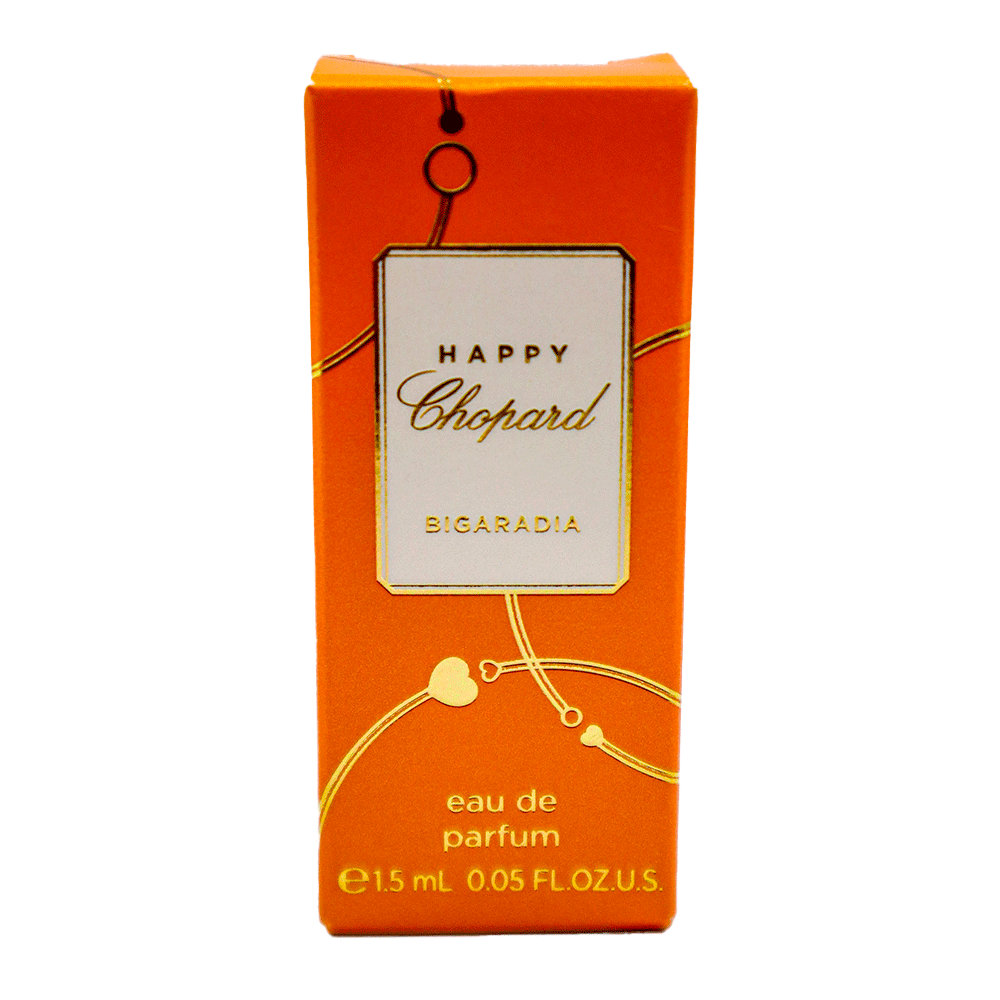 HAPPY
Chopard
BIGARADIA
eau de
parfum
℮1.5 mL 0.05 FL.OZ.U.S.